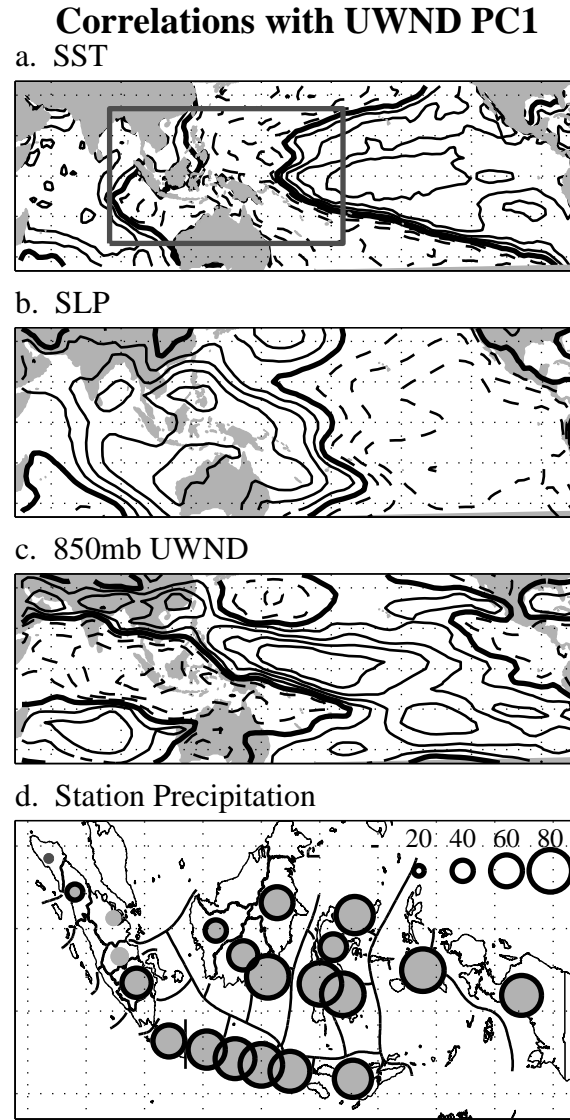 Correlations with UWND PC1
a. SST
b. SLP
c. 850mb UWND
d. Station Precipitation
20 40 60 80